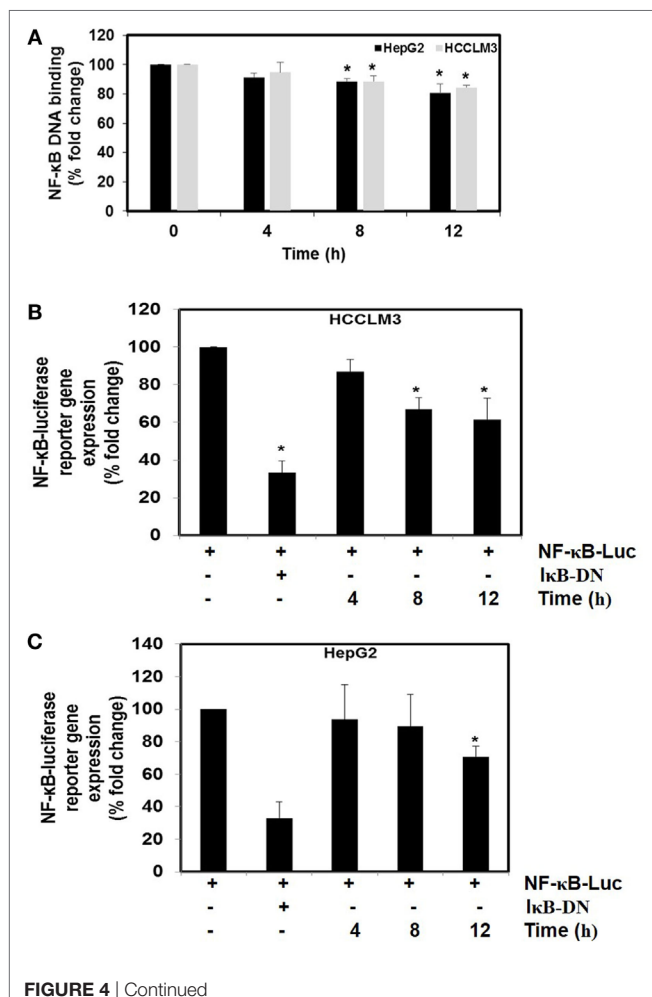 A
HepG2 HCCLM3
NF-κB DNA binding
(% fold change)
120
100
80
60
40
20
0
* * * *
0 4 8 12
Time (h)
B
HCCLM3
NF-κB-luciferase
reporter gene
expression
(% fold change)
120
100
80
60
40
20
0
* * *
+ + + + + NF-κB-Luc
- + - - - IκB-DN
- - 4 8 12 Time (h)
C
HepG2
NF-κB-luciferase
reporter gene
expression
(% fold change)
140
120
100
80
60
40
20
0
*
+ + + + + NF-κB-Luc
- + - - - IκB-DN
- - 4 8 12 Time (h)
FIGURE 4 | Continued